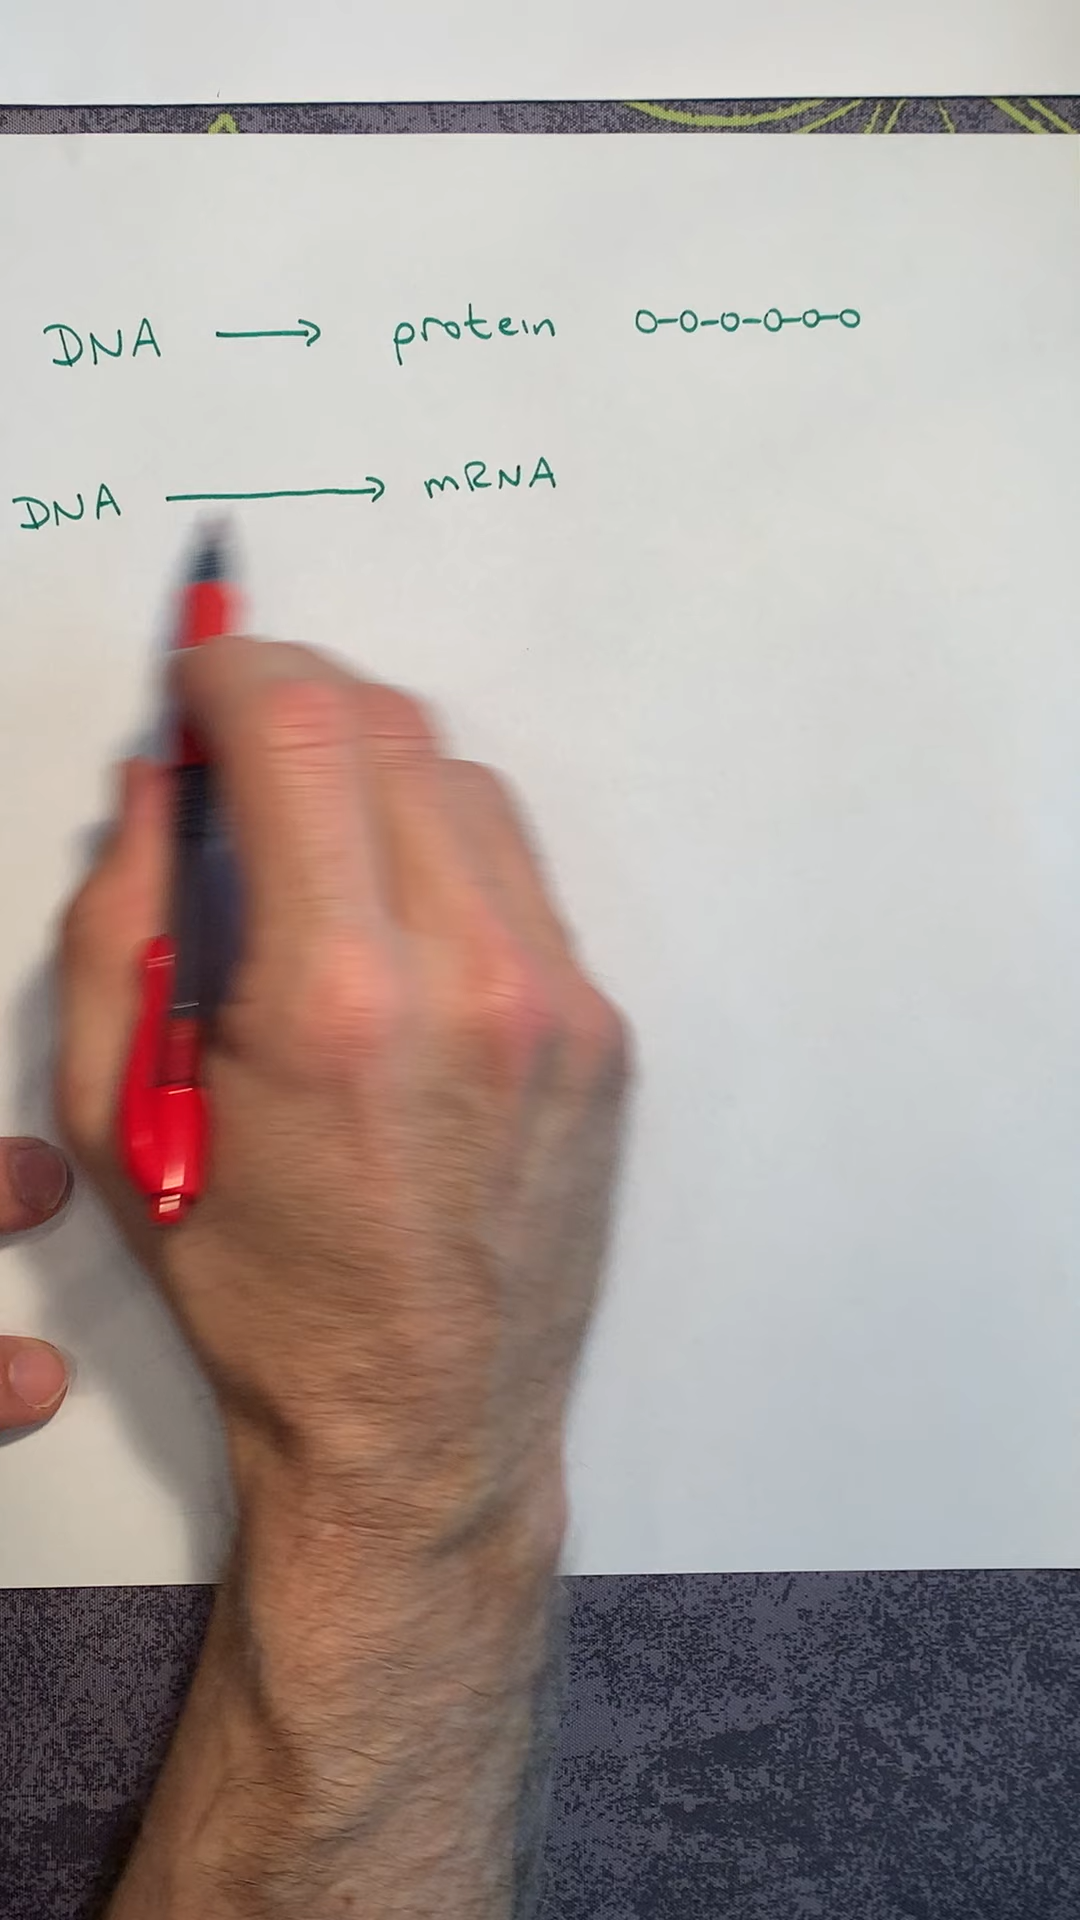 DNA → protein
DNA → mRNA